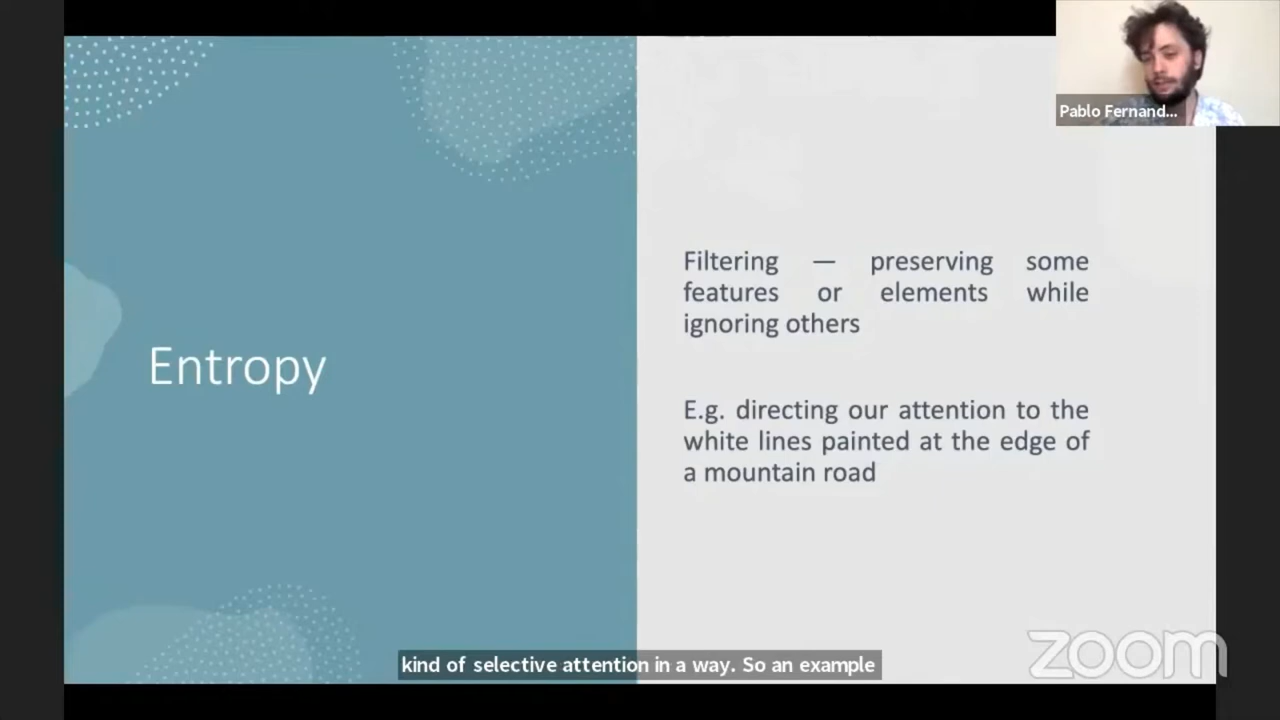 Pablo Fernand...
Entropy
Filtering — preserving some
features or elements while
ignoring others
E.g. directing our attention to the
white lines painted at the edge of
a mountain road
kind of selective attention in a way. So an example
zoom